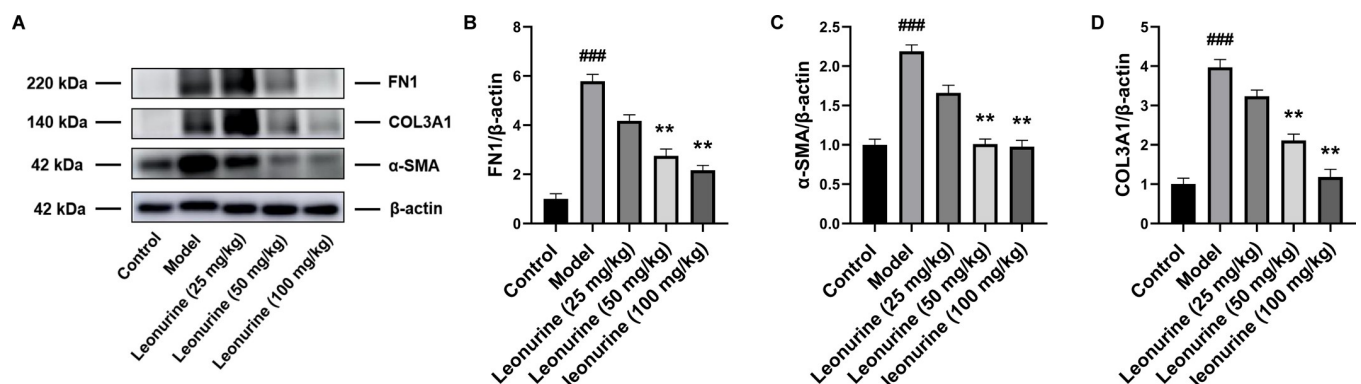 A
220 kDa
FN1
140 kDa
COL3A1
42 kDa
α-SMA
42 kDa
β-actin
Control
Model
Leonurine (25 mg/kg)
Leonurine (50 mg/kg)
Leonurine (100 mg/kg)
B
FN1/β-actin
8
6
4
2
0
###
**
**
Control
Model
Leonurine (25 mg/kg)
Leonurine (50 mg/kg)
leonurine (100 mg/kg)
C
α-SMA/β-actin
2.5
2.0
1.5
1.0
0.5
0.0
###
**
**
Control
Model
Leonurine (25 mg/kg)
Leonurine (50 mg/kg)
leonurine (100 mg/kg)
D
COL3A1/β-actin
5
4
3
2
1
0
###
**
**
Control
Model
Leonurine (25 mg/kg)
Leonurine (50 mg/kg)
leonurine (100 mg/kg)